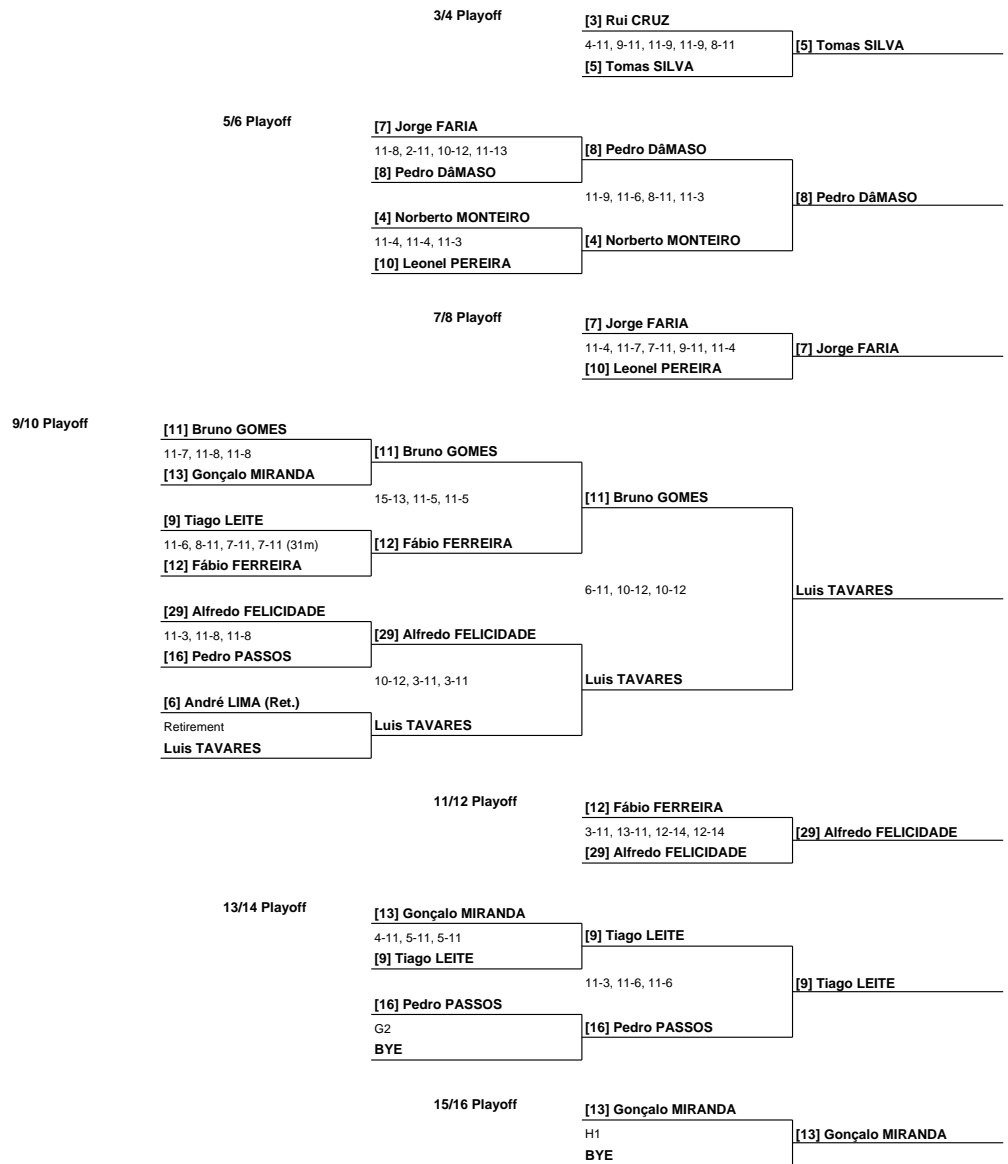 3/4 Playoff
[3] Rui CRUZ
4-11, 9-11, 11-9, 11-9, 8-11
[5] Tomas SILVA
[5] Tomas SILVA
5/6 Playoff
[7] Jorge FARIA
11-8, 2-11, 10-12, 11-13
[8] Pedro DâMASO
[8] Pedro DâMASO
11-9, 11-6, 8-11, 11-3
[8] Pedro DâMASO
[4] Norberto MONTEIRO
11-4, 11-4, 11-3
[4] Norberto MONTEIRO
[10] Leonel PEREIRA
7/8 Playoff
[7] Jorge FARIA
11-4, 11-7, 7-11, 9-11, 11-4
[7] Jorge FARIA
[10] Leonel PEREIRA
9/10 Playoff
[11] Bruno GOMES
11-7, 11-8, 11-8
[11] Bruno GOMES
[13] Gonçalo MIRANDA
15-13, 11-5, 11-5
[11] Bruno GOMES
[9] Tiago LEITE
11-6, 8-11, 7-11, 7-11 (31m)
[12] Fábio FERREIRA
[12] Fábio FERREIRA
6-11, 10-12, 10-12
Luis TAVARES
[29] Alfredo FELICIDADE
11-3, 11-8, 11-8
[29] Alfredo FELICIDADE
[16] Pedro PASSOS
10-12, 3-11, 3-11
Luis TAVARES
[6] André LIMA (Ret.)
Retirement
Luis TAVARES
Luis TAVARES
11/12 Playoff
[12] Fábio FERREIRA
3-11, 13-11, 12-14, 12-14
[29] Alfredo FELICIDADE
[29] Alfredo FELICIDADE
13/14 Playoff
[13] Gonçalo MIRANDA
4-11, 5-11, 5-11
[9] Tiago LEITE
[9] Tiago LEITE
11-3, 11-6, 11-6
[9] Tiago LEITE
[16] Pedro PASSOS
G2
[16] Pedro PASSOS
BYE
15/16 Playoff
[13] Gonçalo MIRANDA
H1
[13] Gonçalo MIRANDA
BYE